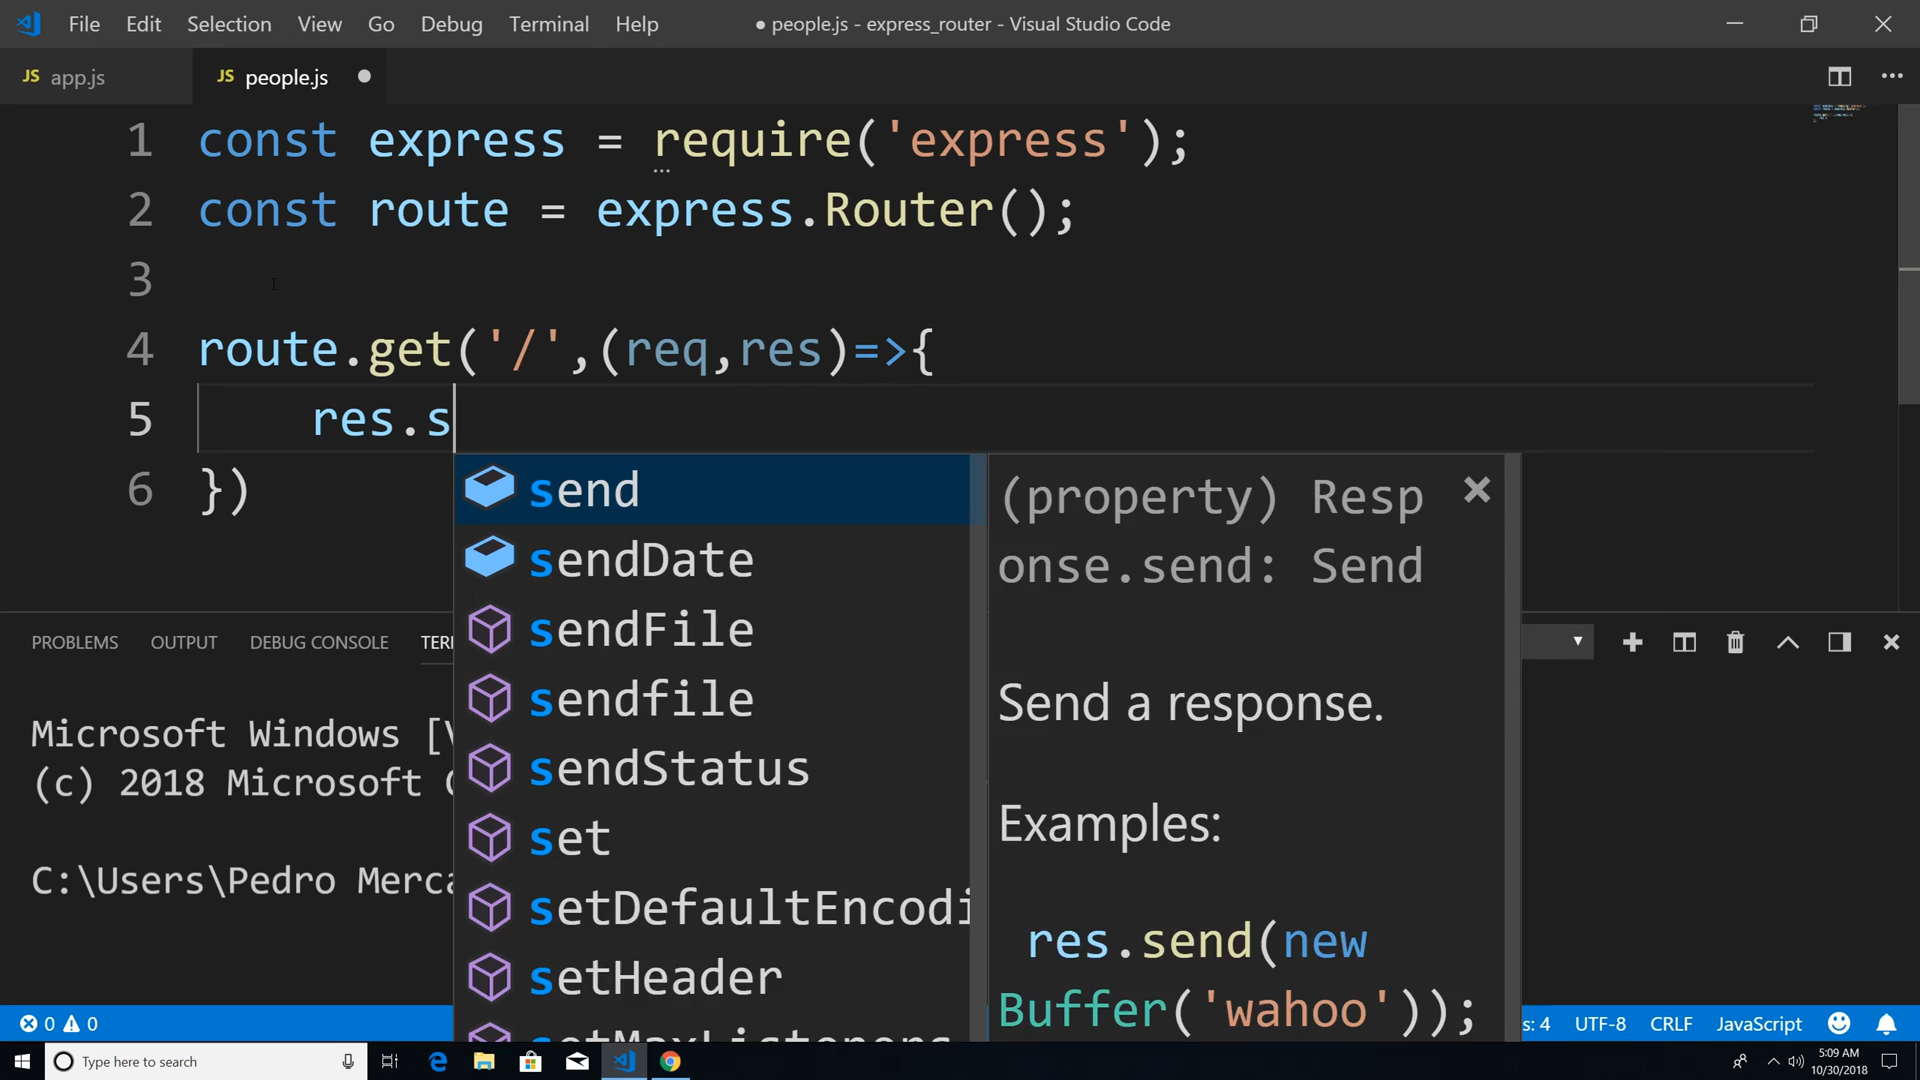 File Edit Selection View Go Debug Terminal Help ● people.js - express_router - Visual Studio Code
JS app.js JS people.js
1 const express = require('express');
2 const route = express.Router();
3
4 route.get('/',(req,res)=>{
5 res.s
6 })
send
sendDate
sendFile
sendfile
sendStatus
set
setDefaultEncodi
setHeader
setMaxListeners
(property) Resp
onse.send: Send
Send a response.
Examples:
res.send(new
Buffer('wahoo'));
PROBLEMS OUTPUT DEBUG CONSOLE TER
Microsoft Windows [
(c) 2018 Microsoft
C:\Users\Pedro Merca
0 0 s: 4 UTF-8 CRLF JavaScript
Type here to search
5:09 AM
10/30/2018